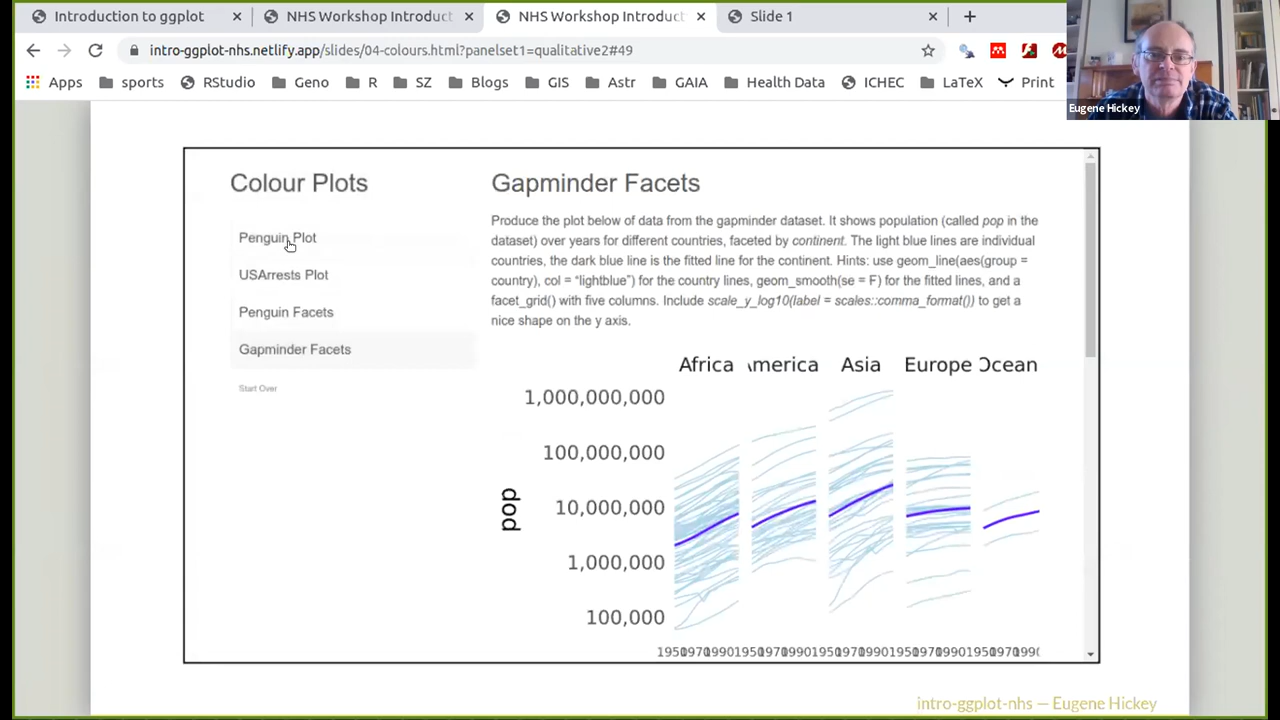 Introduction to ggplot
NHS Workshop Introduct
NHS Workshop Introduct
Slide 1
intro-ggplot-nhs.netlify.app/slides/04-colours.html?panelset1=qualitative2#49
Apps sports RStudio Geno R SZ Blogs GIS Astr GAIA Health Data ICHEC LaTeX Print
Eugene Hickey
Colour Plots
Penguin Plot
USArrests Plot
Penguin Facets
Gapminder Facets
Start Over
Gapminder Facets
Produce the plot below of data from the gapminder dataset. It shows population (called pop in the
dataset) over years for different countries, faceted by continent. The light blue lines are individual
countries, the dark blue line is the fitted line for the continent. Hints: use geom_line(aes(group =
country), col = “lightblue”) for the country lines, geom_smooth(se = F) for the fitted lines, and a
facet_grid() with five columns. Include scale_y_log10(label = scales::comma_format()) to get a
nice shape on the y axis.
Africa merica Asia Europe Ocean
1,000,000,000
100,000,000
10,000,000
1,000,000
100,000
pop
intro-ggplot-nhs — Eugene Hickey